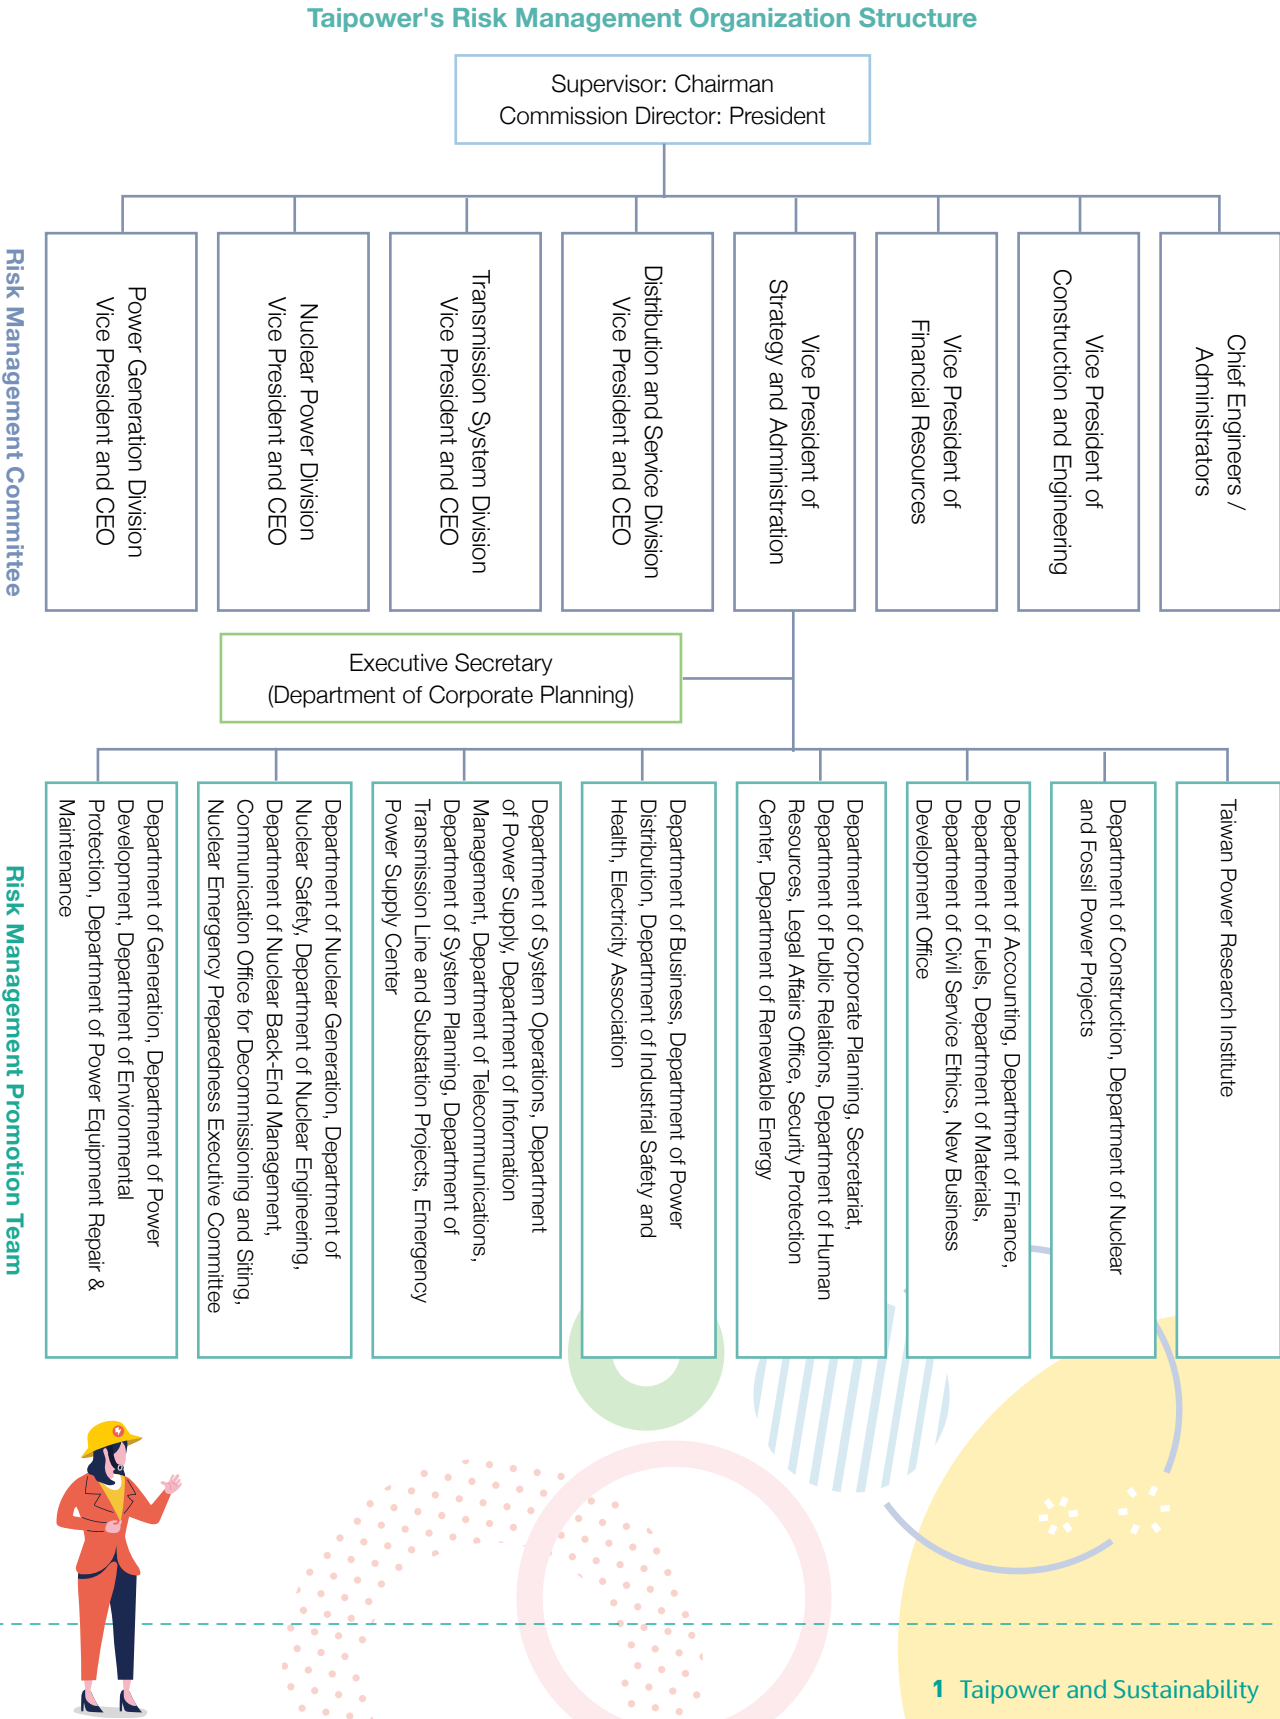 Taipower's Risk Management Organization Structure
Supervisor: Chairman
Commission Director: President
Risk Management Committee
Power Generation Division
Vice President and CEO
Nuclear Power Division
Vice President and CEO
Transmission System Division
Vice President and CEO
Distribution and Service Division
Vice President and CEO
Vice President of
Strategy and Administration
Vice President of
Financial Resources
Vice President of
Construction and Engineering
Chief Engineers /
Administrators
Executive Secretary
(Department of Corporate Planning)
Risk Management Promotion Team
Department of Generation, Department of Power
Development, Department of Environmental
Protection, Department of Power Equipment Repair &
Maintenance
Department of Nuclear Generation, Department of
Nuclear Safety, Department of Nuclear Engineering,
Department of Nuclear Back-End Management,
Communication Office for Decommissioning and Siting,
Nuclear Emergency Preparedness Executive Committee
Department of System Operations, Department
of Power Supply, Department of Information
Management, Department of Telecommunications,
Department of System Planning, Department of
Transmission Line and Substation Projects, Emergency
Power Supply Center
Department of Business, Department of Power
Distribution, Department of Industrial Safety and
Health, Electricity Association
Department of Corporate Planning, Secretariat,
Department of Public Relations, Department of Human
Resources, Legal Affairs Office, Security Protection
Center, Department of Renewable Energy
Department of Accounting, Department of Finance,
Department of Fuels, Department of Materials,
Department of Civil Service Ethics, New Business
Development Office
Department of Construction, Department of Nuclear
and Fossil Power Projects
Taiwan Power Research Institute
1 Taipower and Sustainability